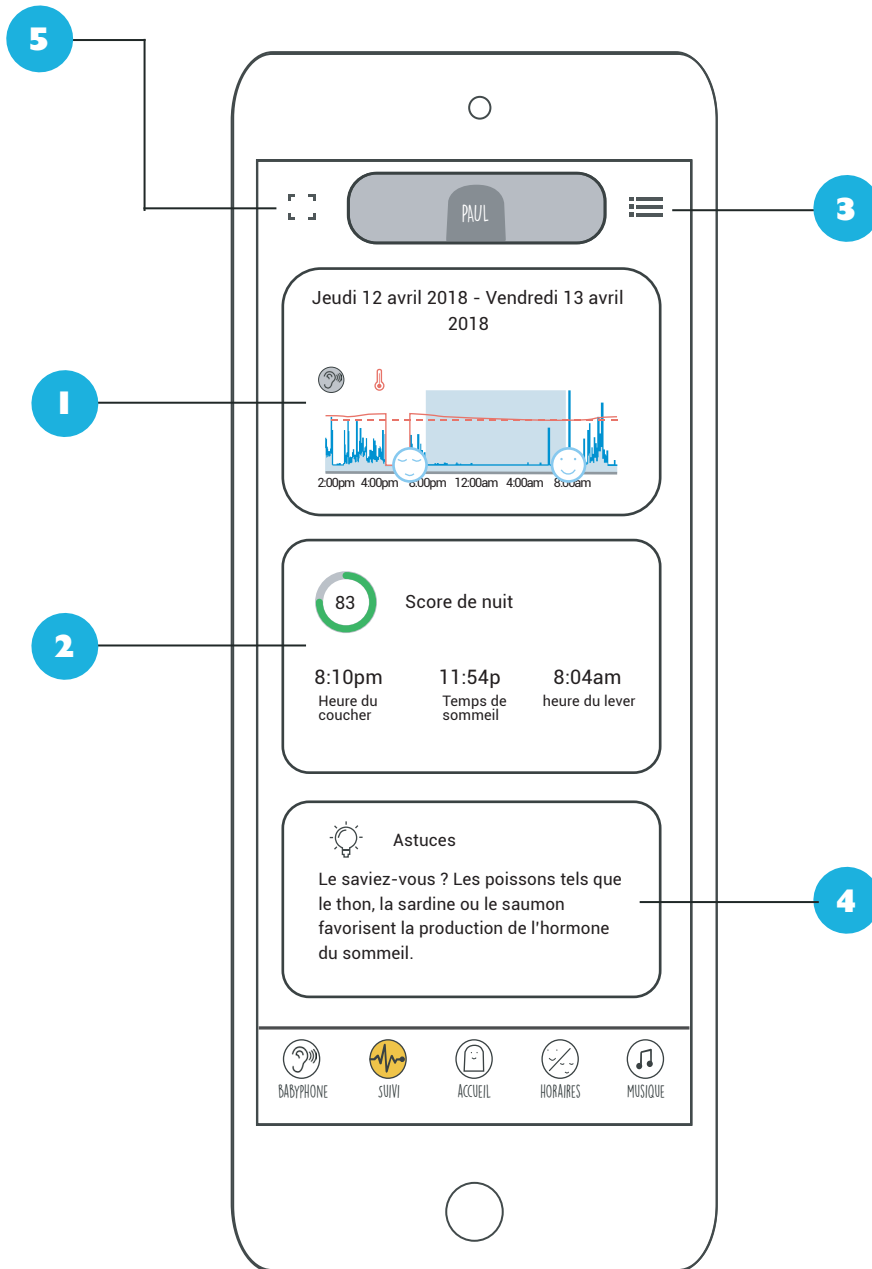 5
PAUL
3
Jeudi 12 avril 2018 - Vendredi 13 avril
2018
1
2:00pm 4:00pm 8:00pm 12:00am 4:00am 8:00am
83 Score de nuit
2
8:10pm 11:54p 8:04am
Heure du Temps de heure du lever
coucher sommeil
Astuces
Le saviez-vous ? Les poissons tels que
le thon, la sardine ou le saumon
favorisent la production de l'hormone
du sommeil.
4
BABYPHONE SUIVI ACCUEIL HORAIRES MUSIQUE